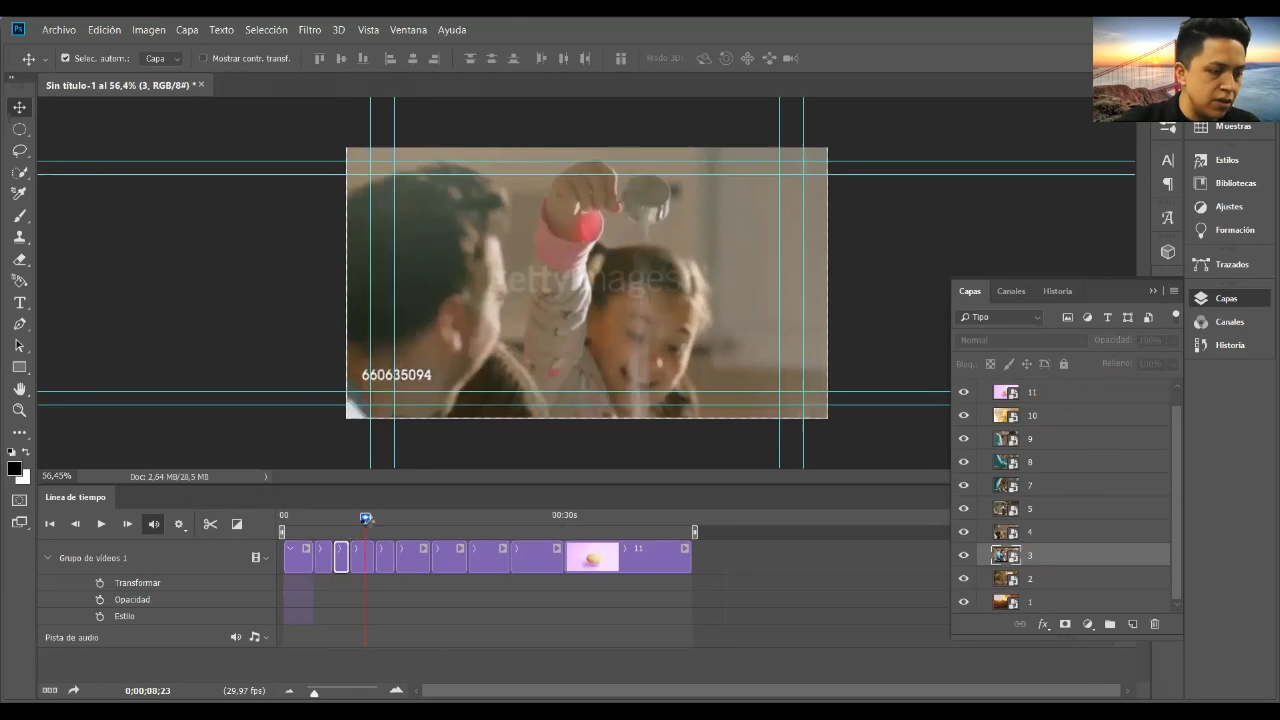 Ps Archivo Edición Imagen Capa Texto Selección Filtro 3D Vista Ventana Ayuda
Selec. autom.: Capa Mostrar contr. transf. Modo 3D:
Sin título-1 al 56,4% (3, RGB/8#) * ×
Muestras
Estilos
Bibliotecas
Ajustes
Formación
Trazados
Capas
Canales
Historia
gettyimages
660635094
Capas Canales Historia
Tipo
Normal Opacidad: 100%
Bloq.: Relleno: 100%
11
10
9
8
7
5
4
3
2
1
56,45% Doc: 2,64 MB/28,5 MB
Línea de tiempo
00 00:30s
Grupo de vídeos 1 11
Transformar
Opacidad
Estilo
Pista de audio
0;00;08;23 (29,97 fps)